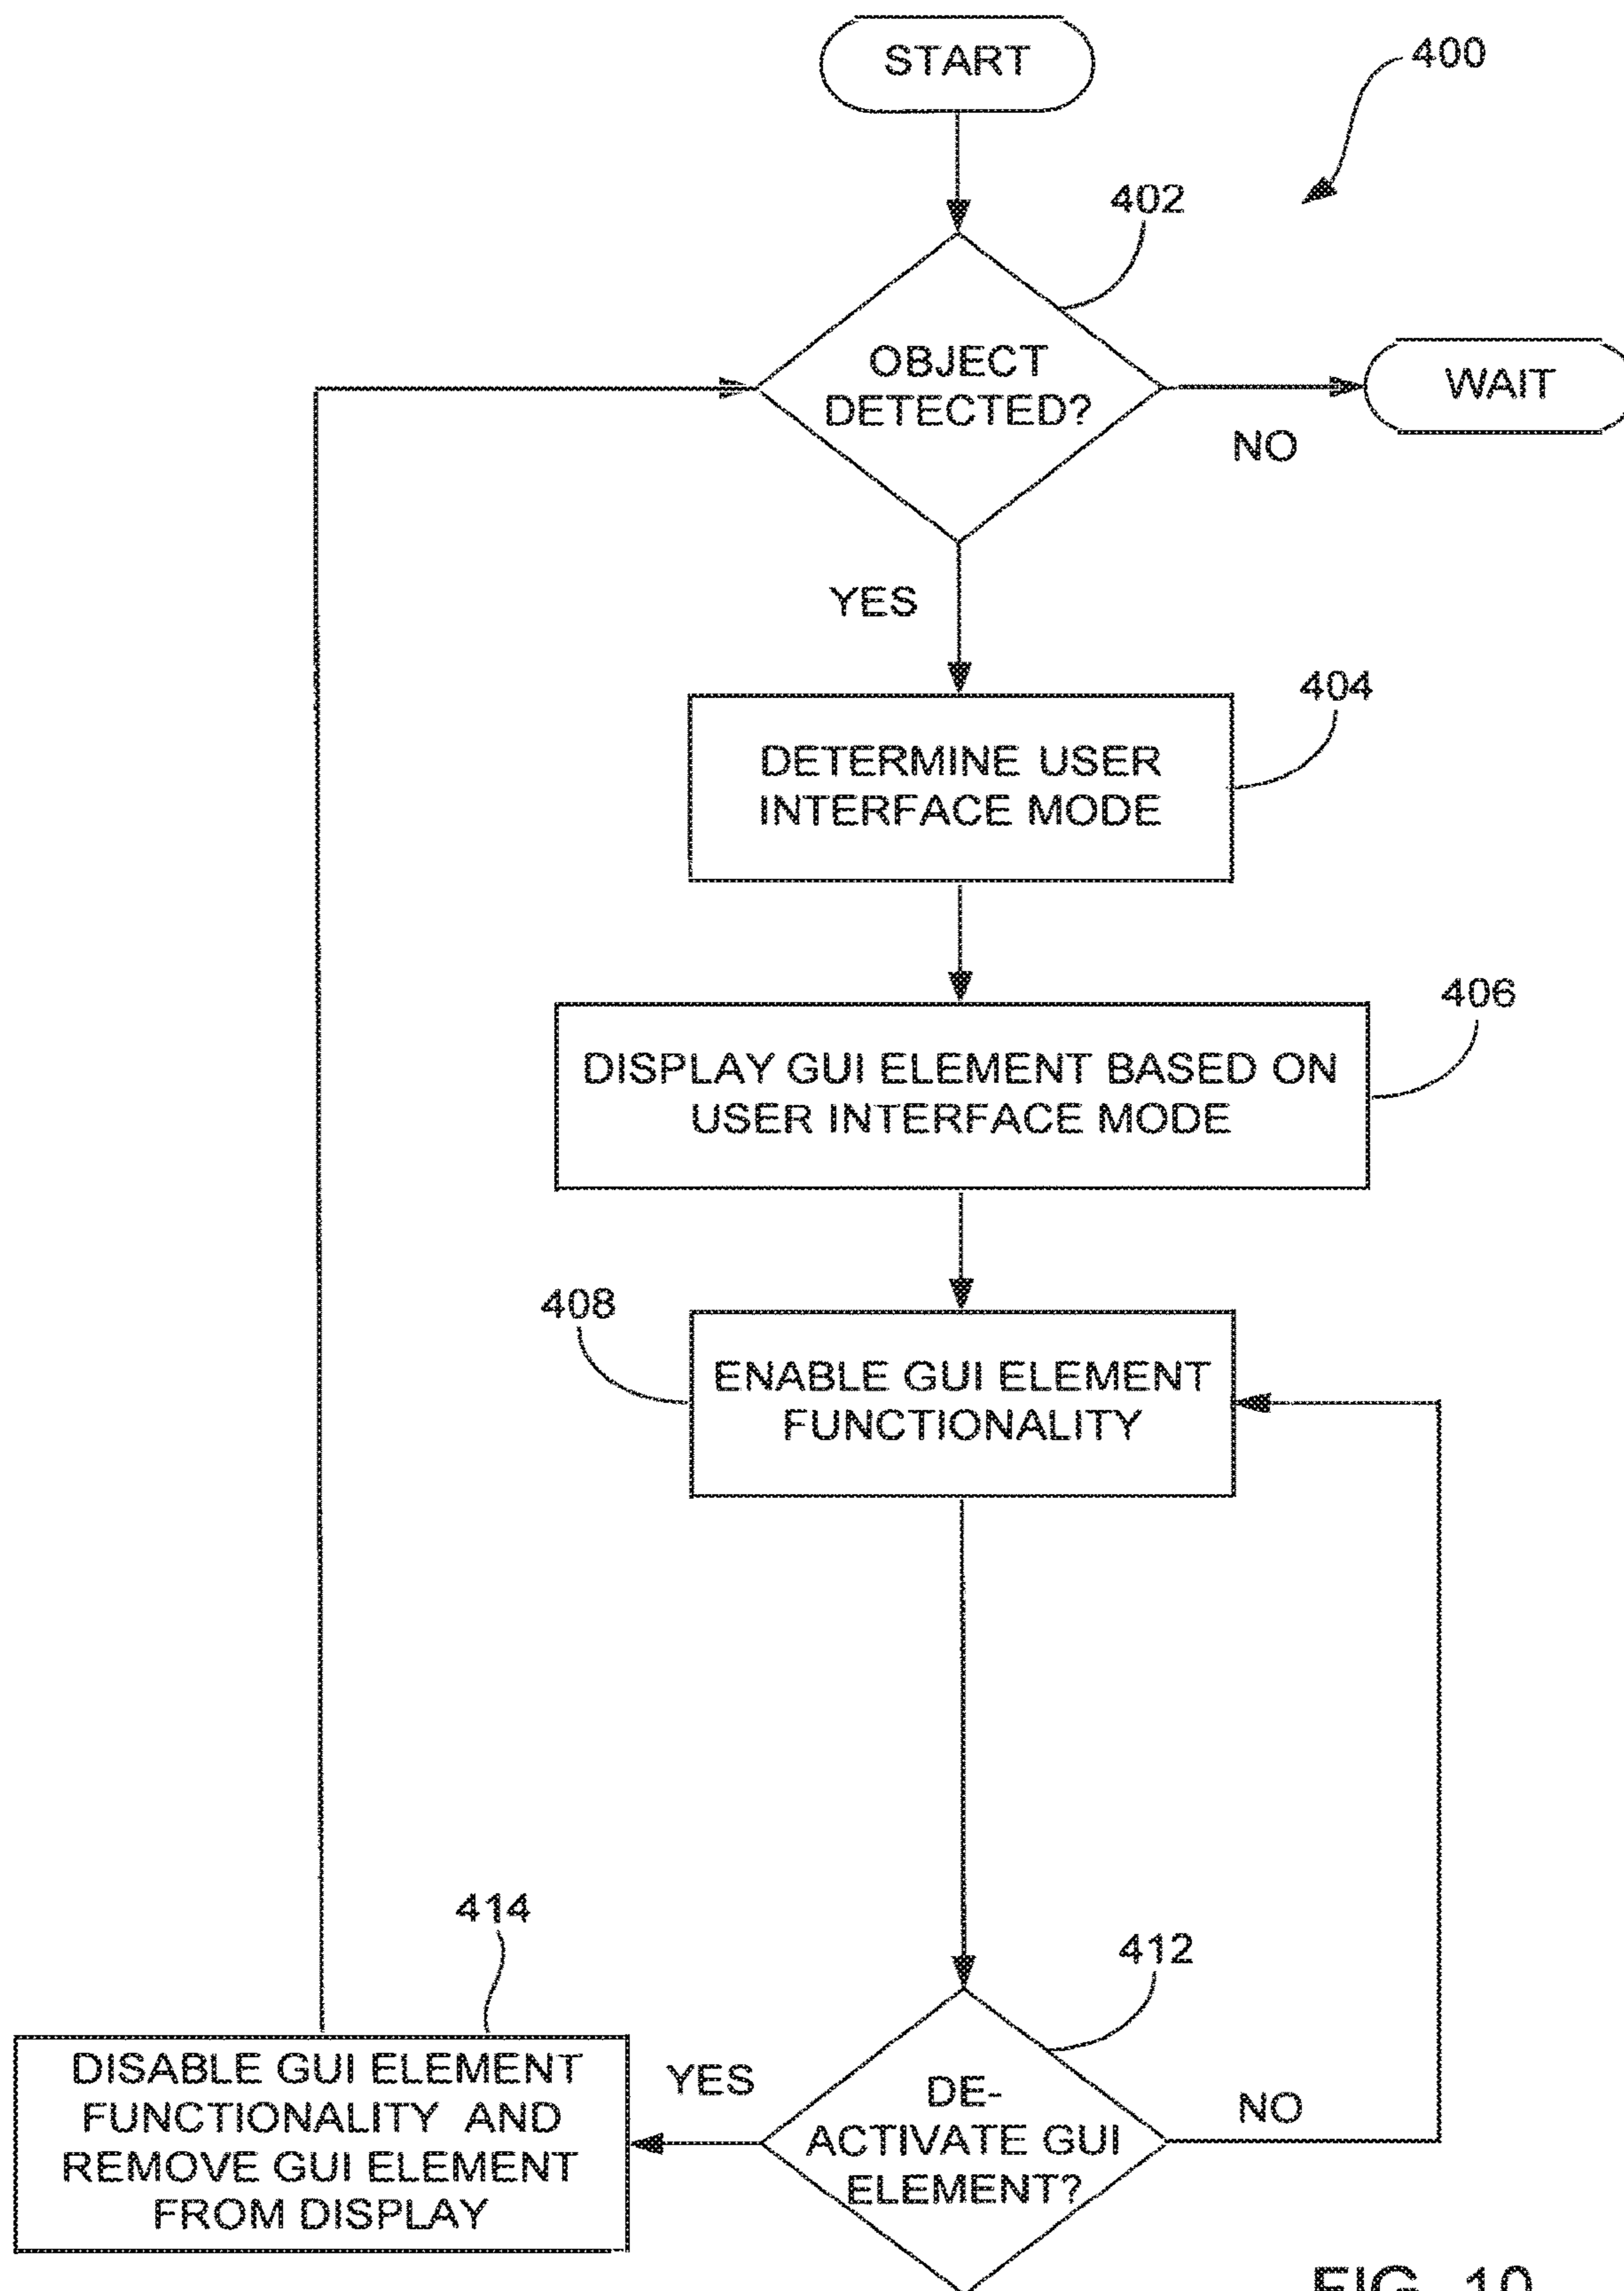 START
400
402
OBJECT
DETECTED?
WAIT
NO
YES
404
DETERMINE USER
INTERFACE MODE
406
DISPLAY GUI ELEMENT BASED ON
USER INTERFACE MODE
408
ENABLE GUI ELEMENT
FUNCTIONALITY
414
412
DISABLE GUI ELEMENT
FUNCTIONALITY AND
REMOVE GUI ELEMENT
FROM DISPLAY
YES
DE-
ACTIVATE GUI
ELEMENT?
NO
FIG. 10